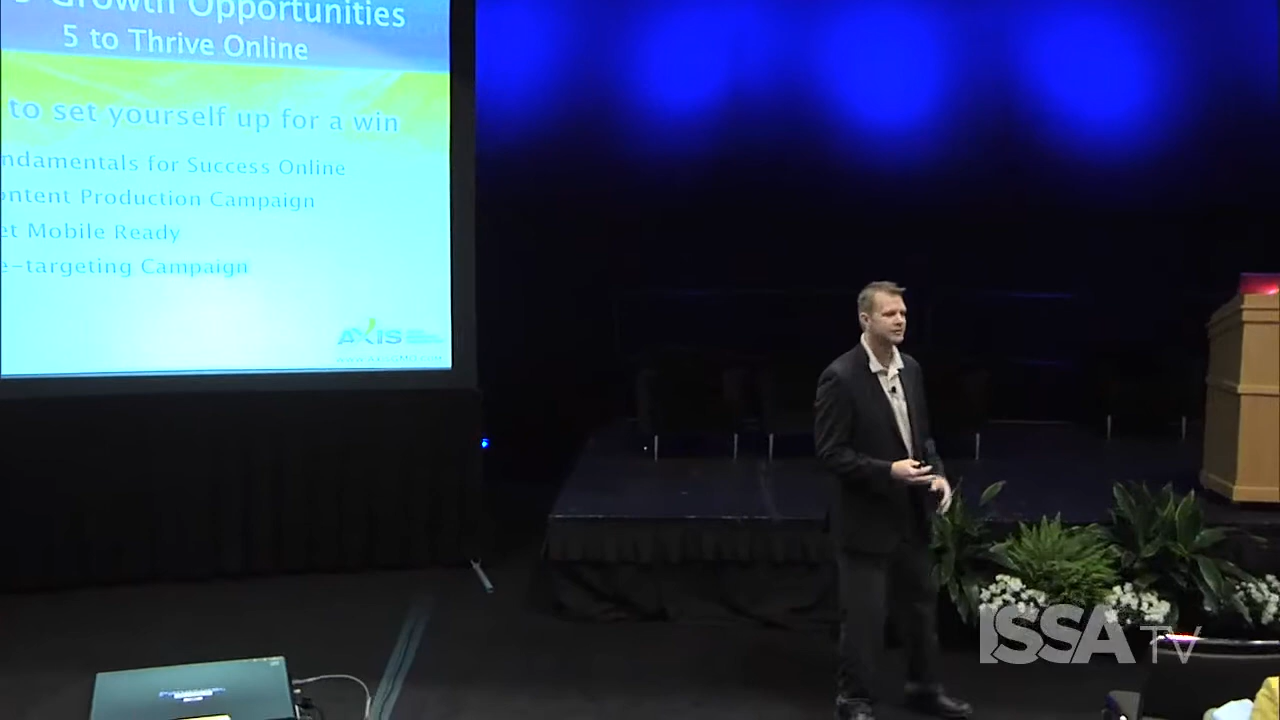 Growth Opportunities
5 to Thrive Online
to set yourself up for a win
ndamentals for Success Online
ontent Production Campaign
et Mobile Ready
e-targeting Campaign
AXIS
ISSA TV